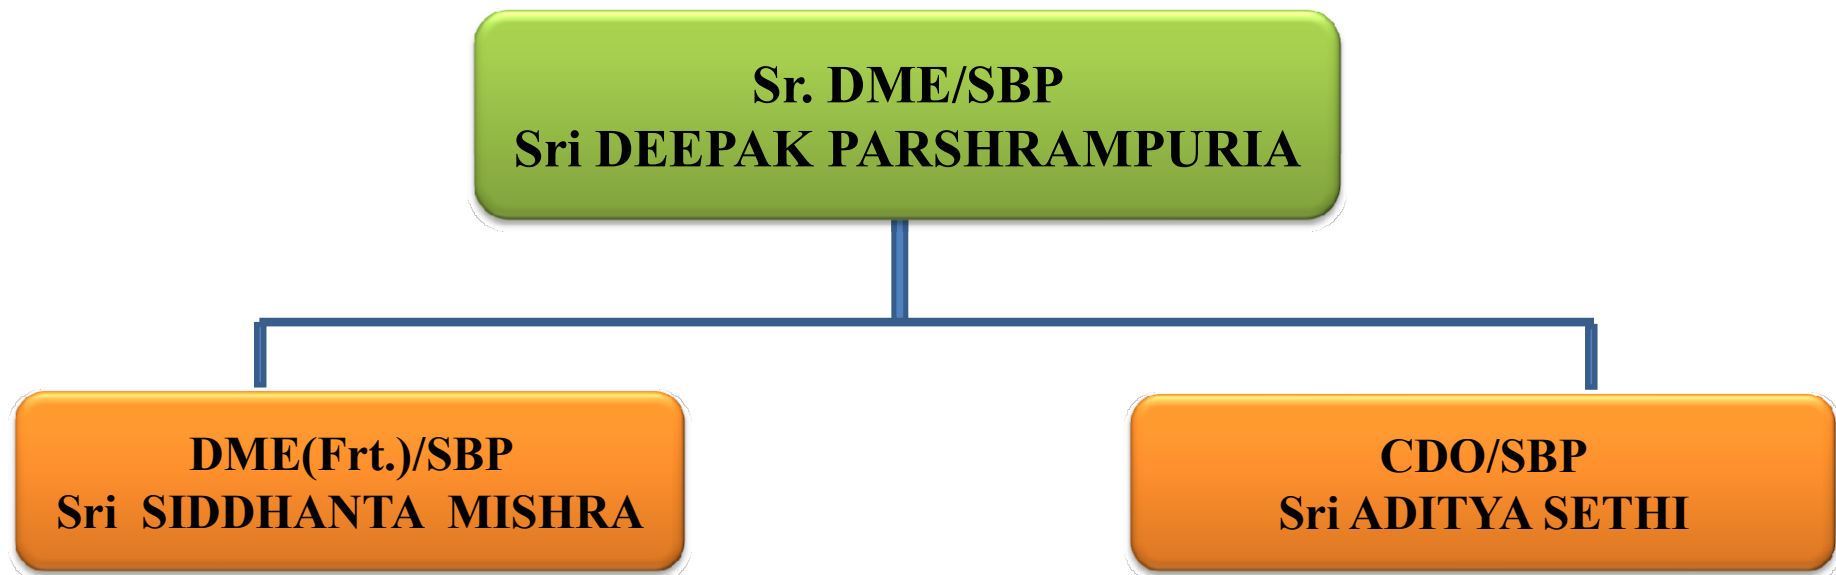 Sr. DME/SBP
Sri DEEPAK PARSHRAMPURIA
DME(Frt.)/SBP
Sri SIDDHANTA MISHRA
CDO/SBP
Sri ADITYA SETHI